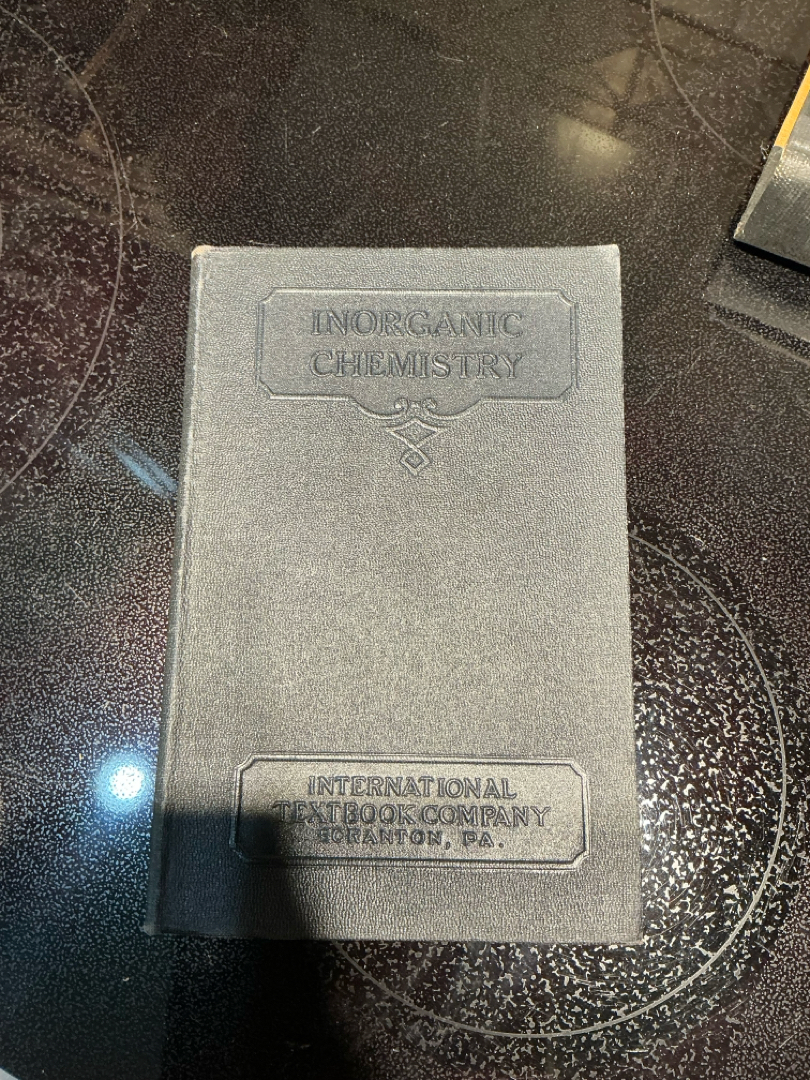 INORGANIC
CHEMISTRY
INTERNATIONAL
TEXTBOOK COMPANY
SCRANTON, PA.